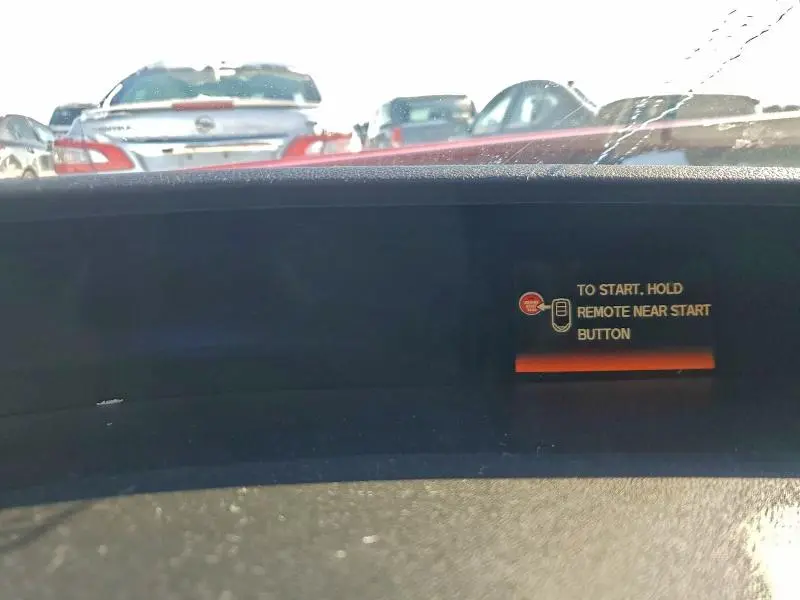 TO START, HOLD
REMOTE NEAR START
BUTTON